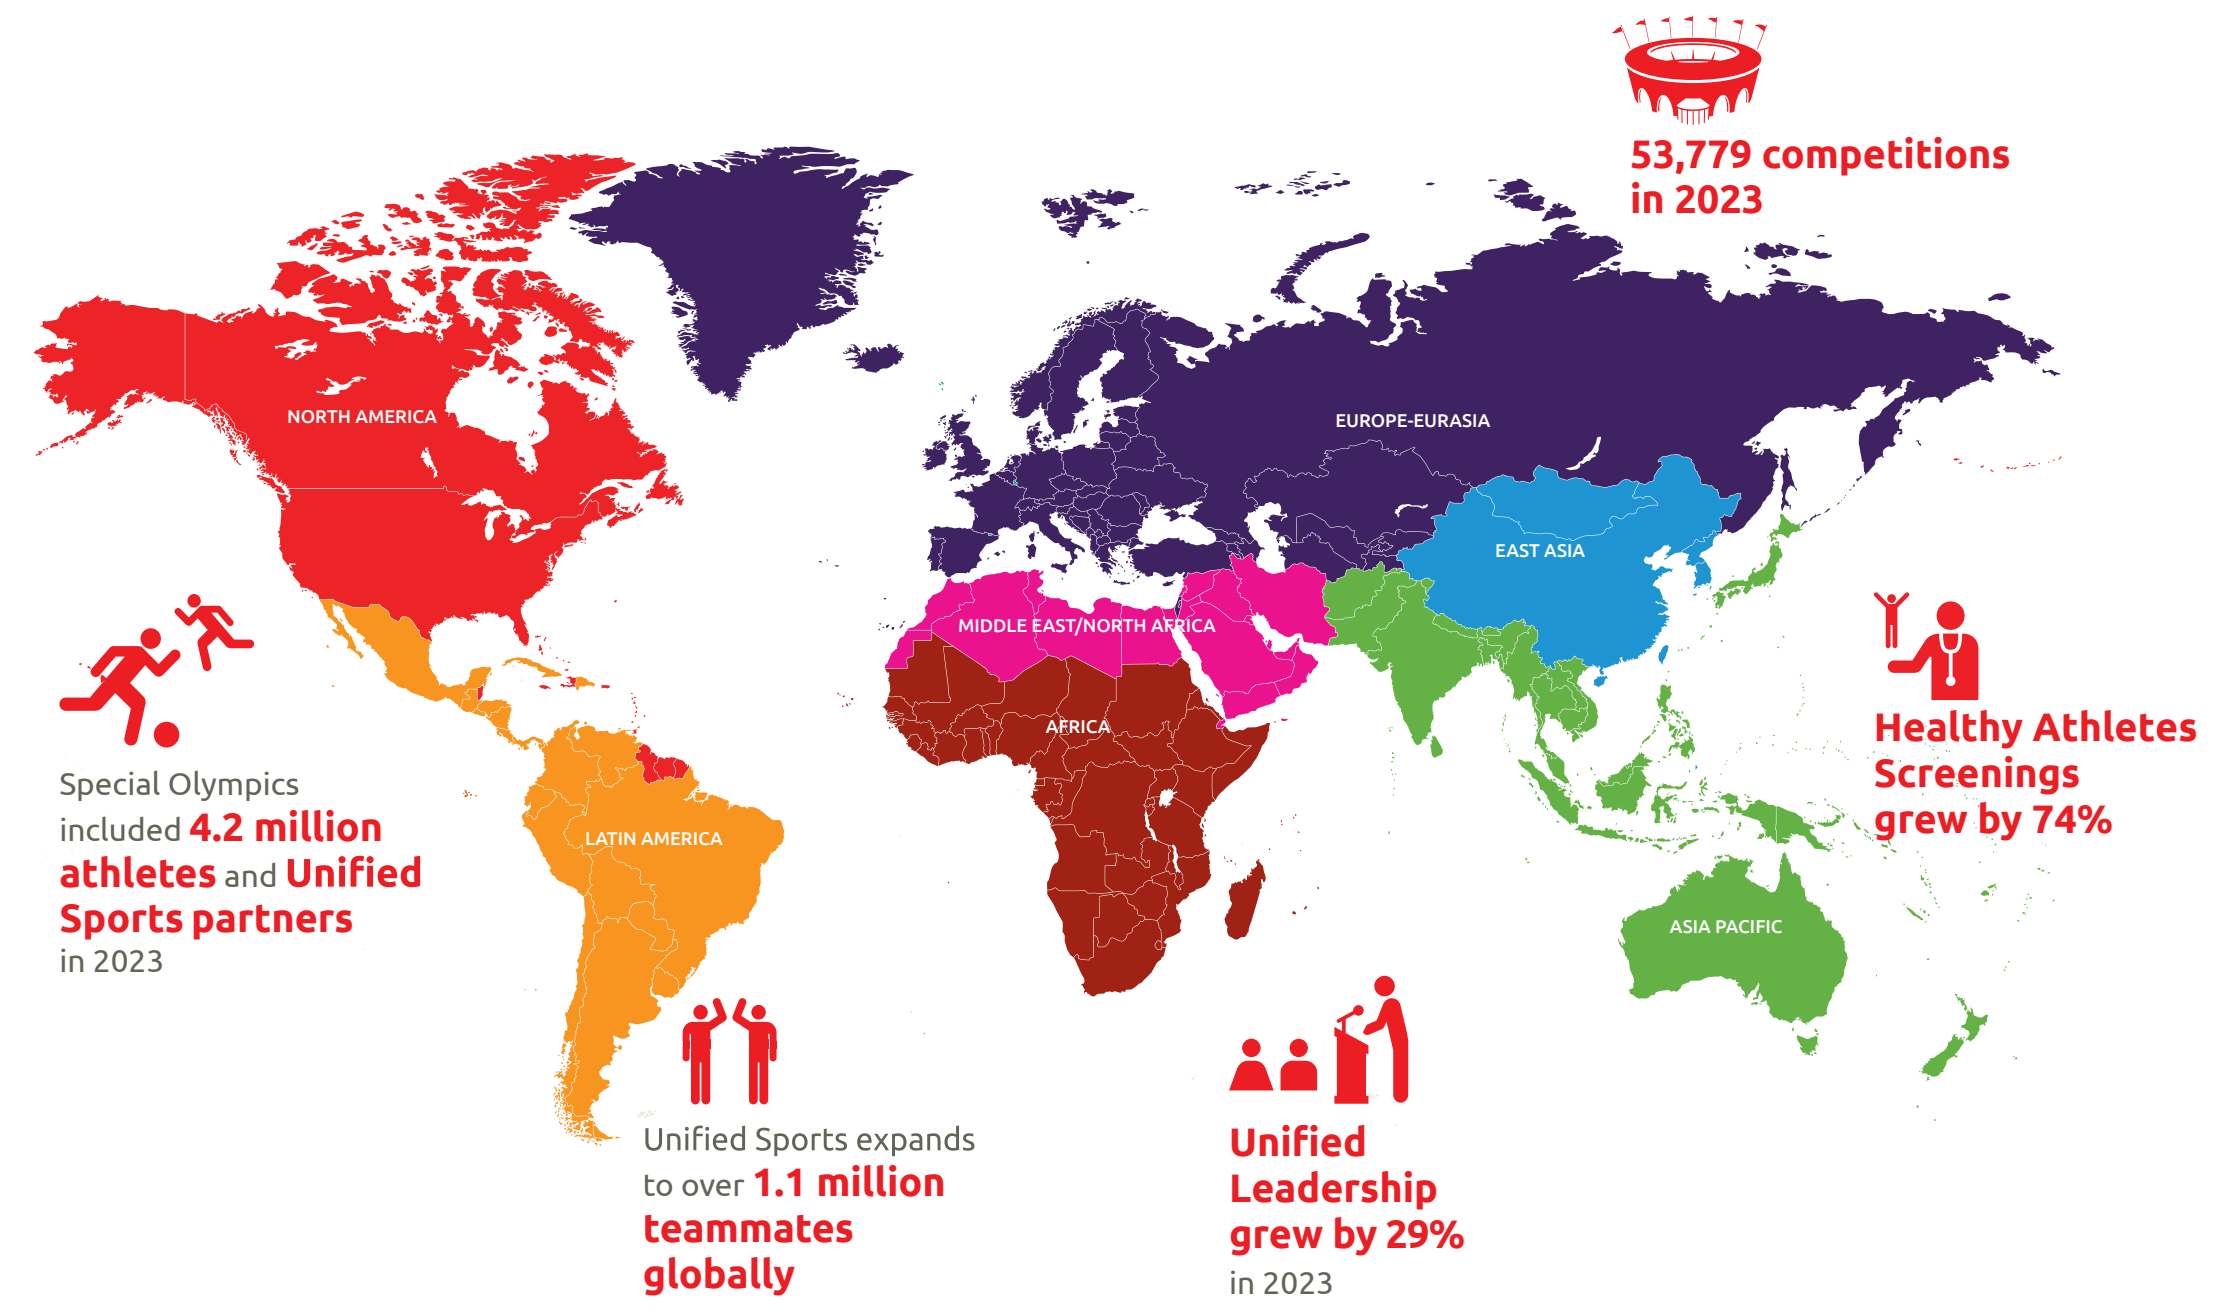 53,779 competitions
in 2023
NORTH AMERICA
EUROPE-EURASIA
EAST ASIA
MIDDLE EAST/NORTH AFRICA
AFRICA
LATIN AMERICA
ASIA PACIFIC
Healthy Athletes
Screenings
grew by 74%
Special Olympics
included 4.2 million
athletes and Unified
Sports partners
in 2023
Unified Sports expands
to over 1.1 million
teammates
globally
Unified
Leadership
grew by 29%
in 2023